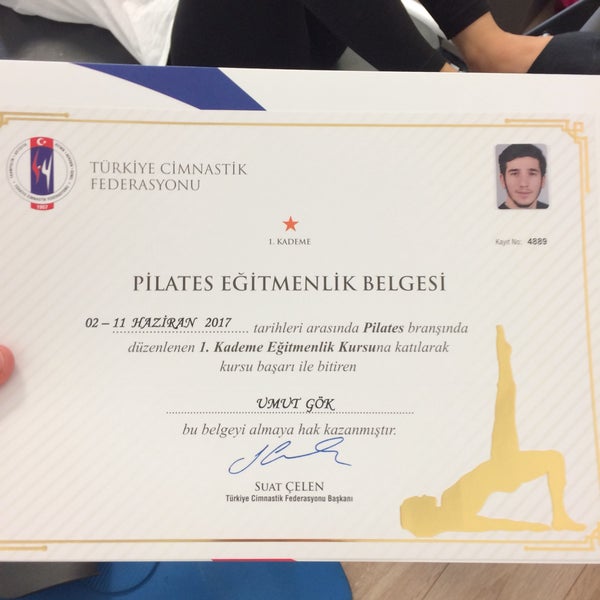 TÜRKİYE CİMNASTİK
FEDERASYONU
1957
Kayıt No: 4889
1. KADEME
PİLATES EĞİTMENLİK BELGESİ
02 – 11 HAZİRAN 2017 tarihleri arasında Pilates branşında
düzenlenen 1. Kademe Eğitmenlik Kursuna katılarak
kursu başarı ile bitiren
UMUT GÖK
bu belgeyi almaya hak kazanmıştır.
SUAT ÇELEN
Türkiye Cimnastik Federasyonu Başkanı